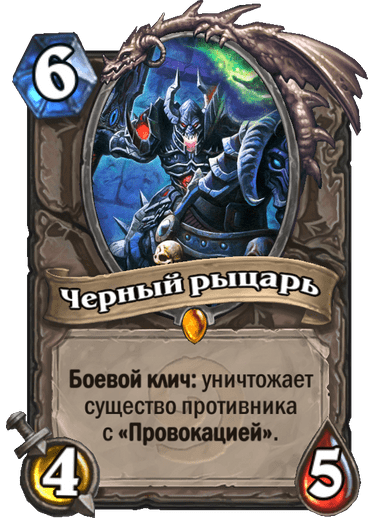 6
Черный рыцарь
Боевой клич: уничтожает
существо противника
с «Провокацией».
4
5